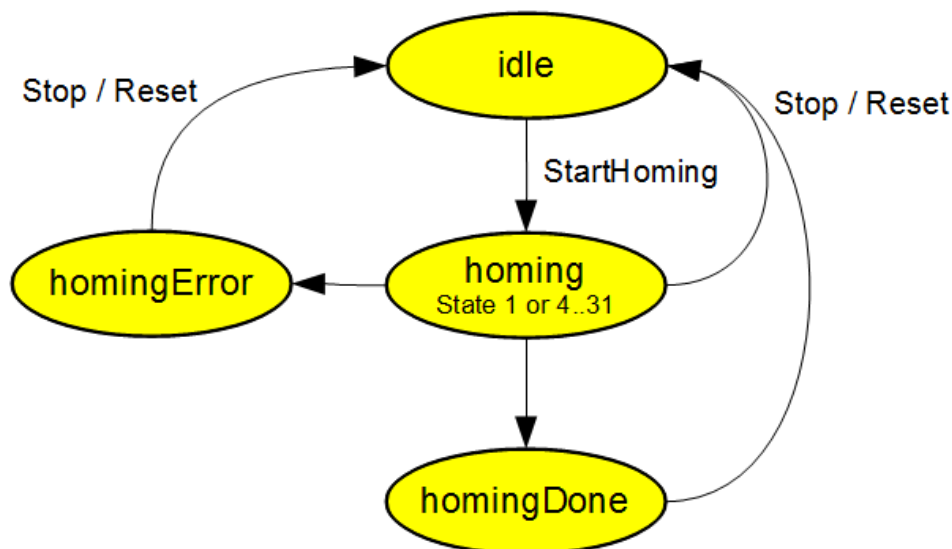 idle
Stop / Reset
Stop / Reset
StartHoming
homingError
homing
State 1 or 4..31
homingDone